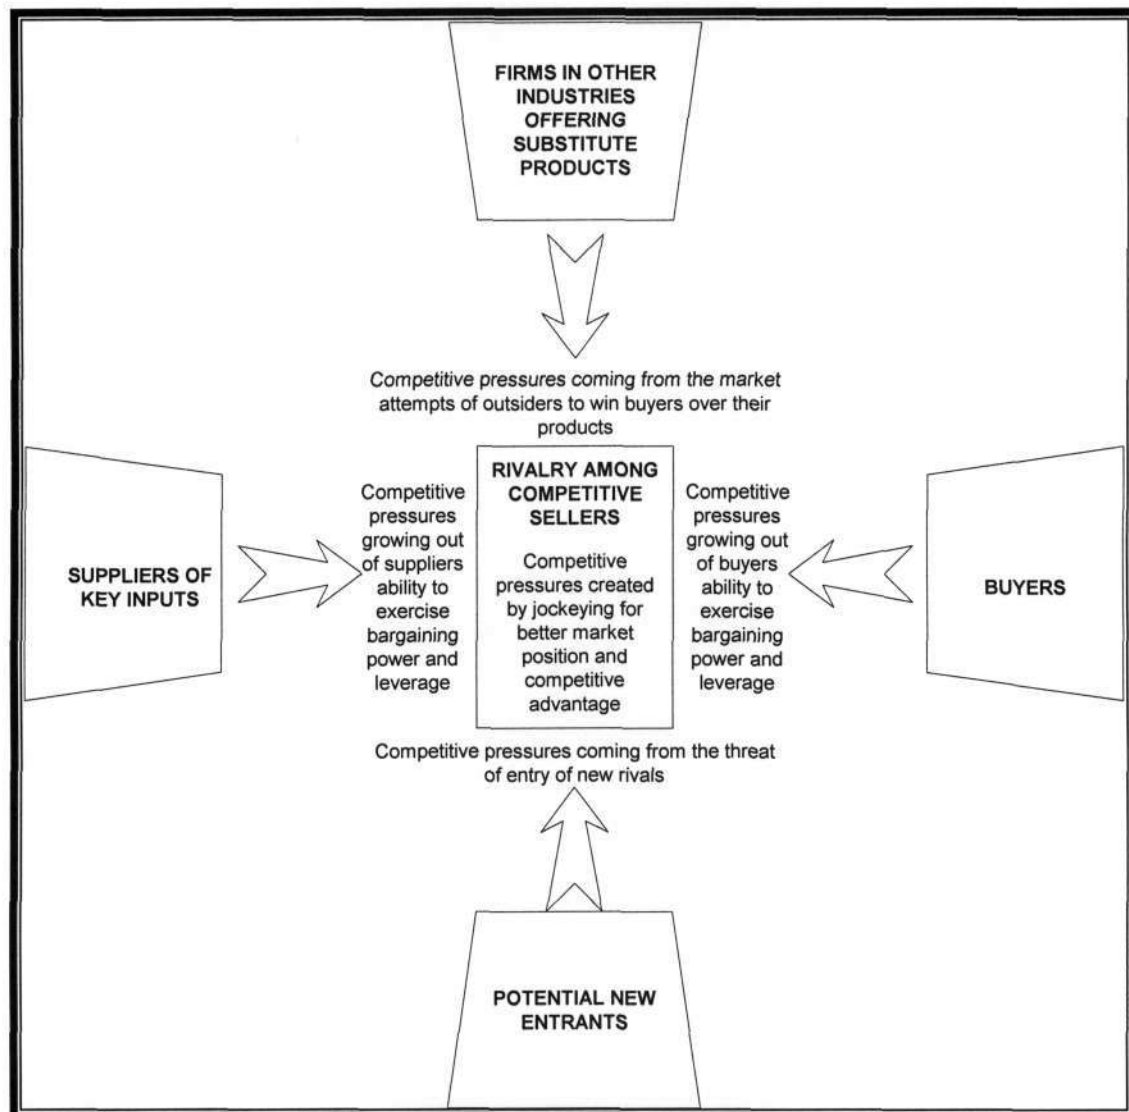 FIRMS IN OTHER
INDUSTRIES
OFFERING
SUBSTITUTE
PRODUCTS
Competitive pressures coming from the market
attempts of outsiders to win buyers over their
products
SUPPLIERS OF
KEY INPUTS
Competitive
pressures
growing out
of suppliers
ability to
exercise
bargaining
power and
leverage
RIVALRY AMONG
COMPETITIVE
SELLERS
Competitive
pressures created
by jockeying for
better market
position and
competitive
advantage
Competitive
pressures
growing out
of buyers
ability to
exercise
bargaining
power and
leverage
BUYERS
Competitive pressures coming from the threat
of entry of new rivals
POTENTIAL NEW
ENTRANTS